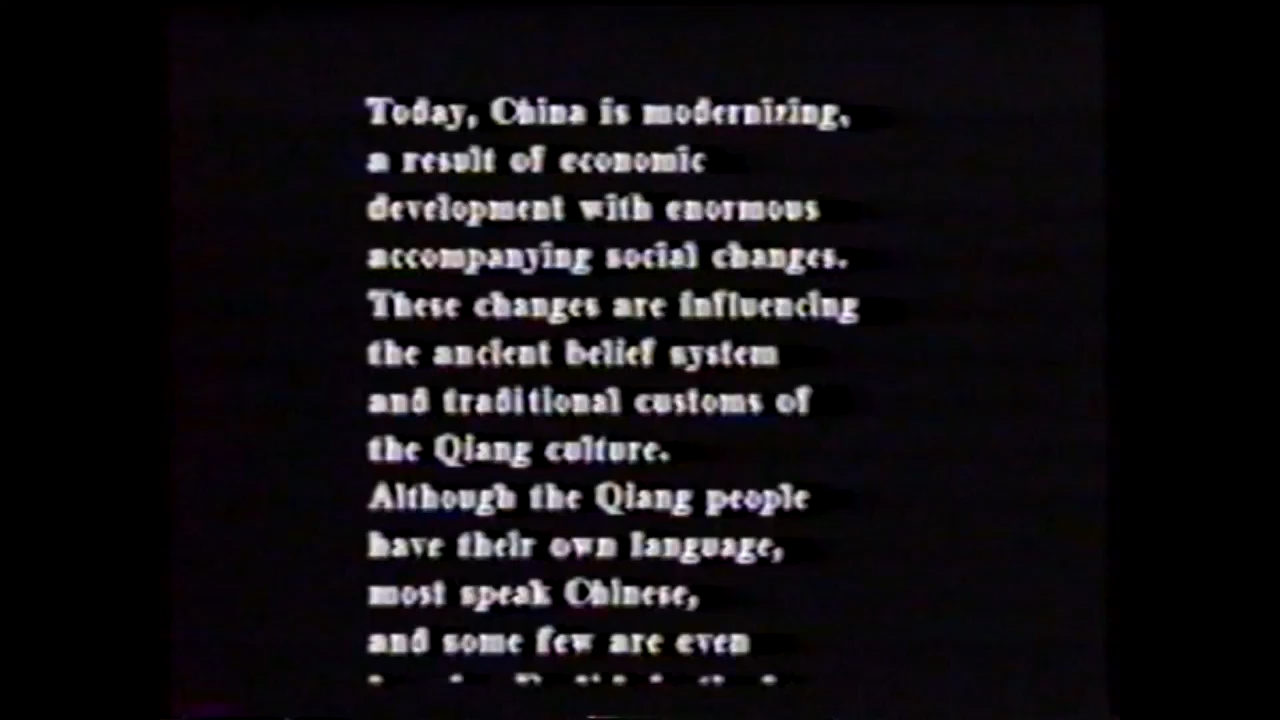 Today, China is modernizing,
a result of economic
development with enormous
accompanying social changes.
These changes are influencing
the ancient belief system
and traditional customs of
the Qiang culture.
Although the Qiang people
have their own language,
most speak Chinese,
and some few are even